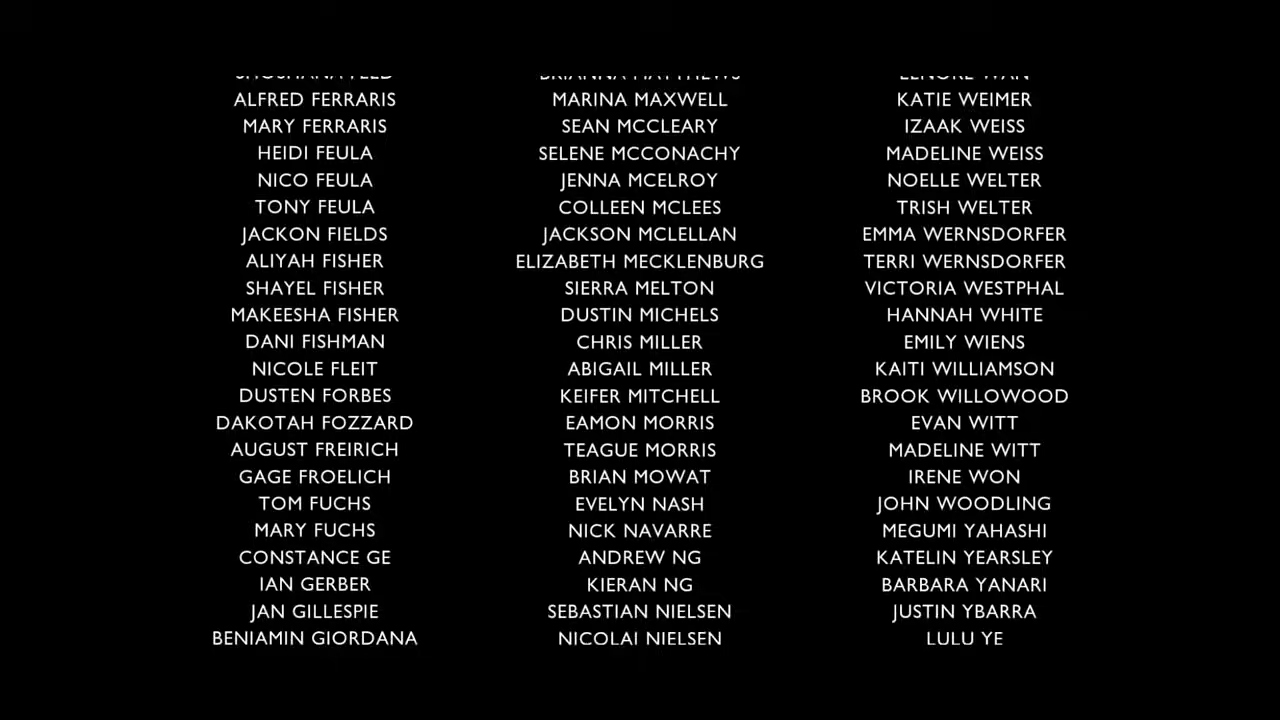 SHOSHANA
ALFRED FERRARIS
MARY FERRARIS
HEIDI FEULA
NICO FEULA
TONY FEULA
JACKON FIELDS
ALIYAH FISHER
SHAYEL FISHER
MAKEESHA FISHER
DANI FISHMAN
NICOLE FLEIT
DUSTEN FORBES
DAKOTAH FOZZARD
AUGUST FREIRICH
GAGE FROELICH
TOM FUCHS
MARY FUCHS
CONSTANCE GE
IAN GERBER
JAN GILLESPIE
BENJAMIN GIORDANA
BRIANNA MATTHEWS
MARINA MAXWELL
SEAN MCCLEARY
SELENE MCCONACHY
JENNA MCELROY
COLLEEN MCLEES
JACKSON MCLELLAN
ELIZABETH MECKLENBURG
SIERRA MELTON
DUSTIN MICHELS
CHRIS MILLER
ABIGAIL MILLER
KEIFER MITCHELL
EAMON MORRIS
TEAGUE MORRIS
BRIAN MOWAT
EVELYN NASH
NICK NAVARRE
ANDREW NG
KIERAN NG
SEBASTIAN NIELSEN
NICOLAI NIELSEN
LENORE WAN
KATIE WEIMER
IZAAK WEISS
MADELINE WEISS
NOELLE WELTER
TRISH WELTER
EMMA WERNSDORFER
TERRI WERNSDORFER
VICTORIA WESTPHAL
HANNAH WHITE
EMILY WIENS
KAITI WILLIAMSON
BROOK WILLOWOOD
EVAN WITT
MADELINE WITT
IRENE WON
JOHN WOODLING
MEGUMI YAHASHI
KATELIN YEARSLEY
BARBARA YANARI
JUSTIN YBARRA
LULU YE